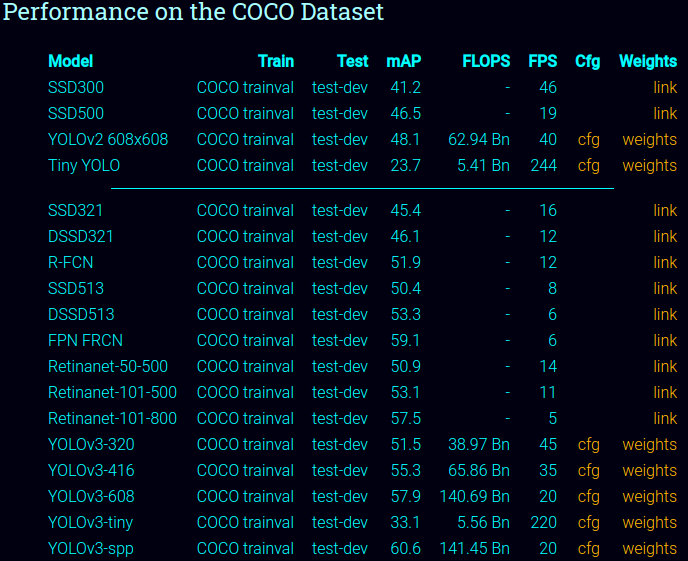 Performance on the COCO Dataset
Model Train Test mAP FLOPS FPS Cfg Weights
SSD300 COCO trainval test-dev 41.2 - 46 link
SSD500 COCO trainval test-dev 46.5 - 19 link
YOLOv2 608x608 COCO trainval test-dev 48.1 62.94 Bn 40 cfg weights
Tiny YOLO COCO trainval test-dev 23.7 5.41 Bn 244 cfg weights
SSD321 COCO trainval test-dev 45.4 - 16 link
DSSD321 COCO trainval test-dev 46.1 - 12 link
R-FCN COCO trainval test-dev 51.9 - 12 link
SSD513 COCO trainval test-dev 50.4 - 8 link
DSSD513 COCO trainval test-dev 53.3 - 6 link
FPN FRCN COCO trainval test-dev 59.1 - 6 link
Retinanet-50-500 COCO trainval test-dev 50.9 - 14 link
Retinanet-101-500 COCO trainval test-dev 53.1 - 11 link
Retinanet-101-800 COCO trainval test-dev 57.5 - 5 link
YOLOv3-320 COCO trainval test-dev 51.5 38.97 Bn 45 cfg weights
YOLOv3-416 COCO trainval test-dev 55.3 65.86 Bn 35 cfg weights
YOLOv3-608 COCO trainval test-dev 57.9 140.69 Bn 20 cfg weights
YOLOv3-tiny COCO trainval test-dev 33.1 5.56 Bn 220 cfg weights
YOLOv3-spp COCO trainval test-dev 60.6 141.45 Bn 20 cfg weights